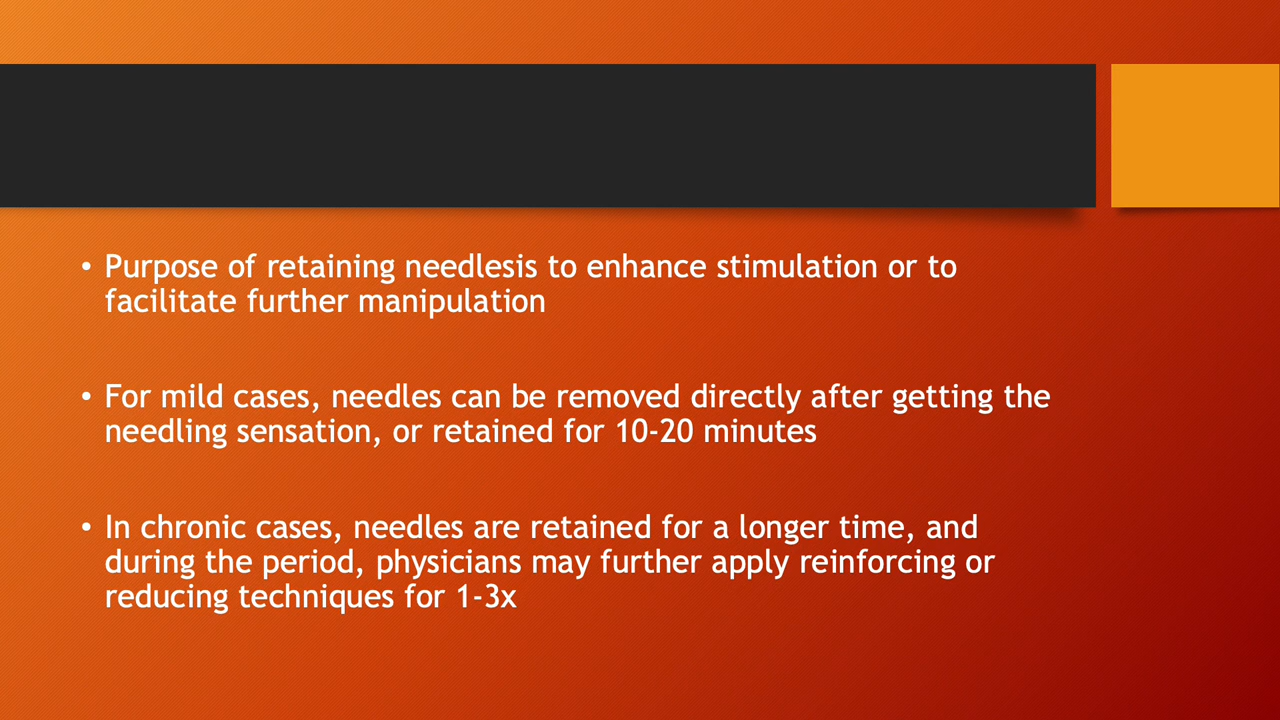 • Purpose of retaining needlesis to enhance stimulation or to
facilitate further manipulation
• For mild cases, needles can be removed directly after getting the
needling sensation, or retained for 10-20 minutes
• In chronic cases, needles are retained for a longer time, and
during the period, physicians may further apply reinforcing or
reducing techniques for 1-3x